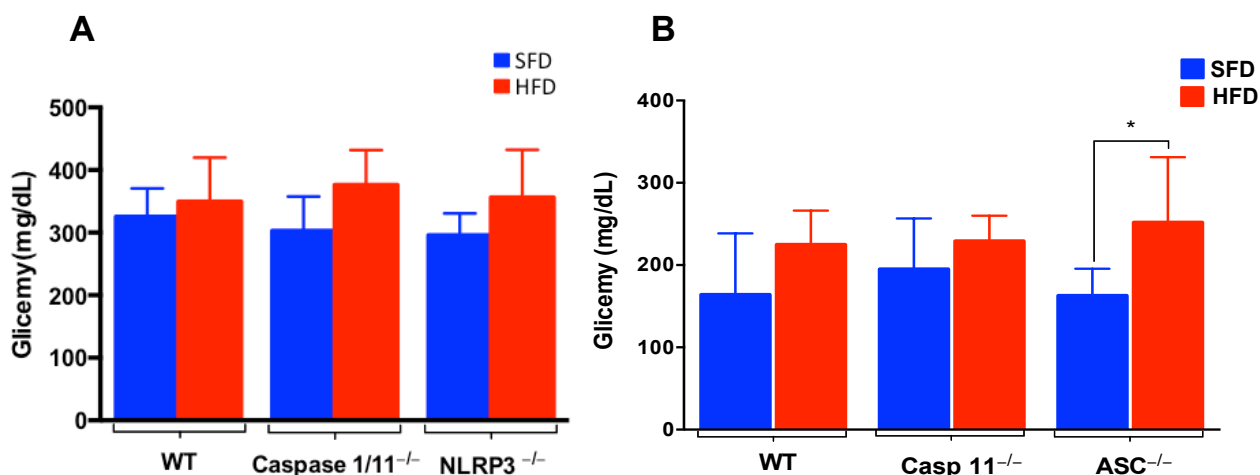 A
SFD
HFD
Glicemy(mg/dL)
500
400
300
200
100
0
WT
Caspase 1/11–/–
NLRP3 –/–
B
SFD
HFD
Glicemy (mg/dL)
400
300
200
100
0
*
WT
Casp 11–/–
ASC–/–